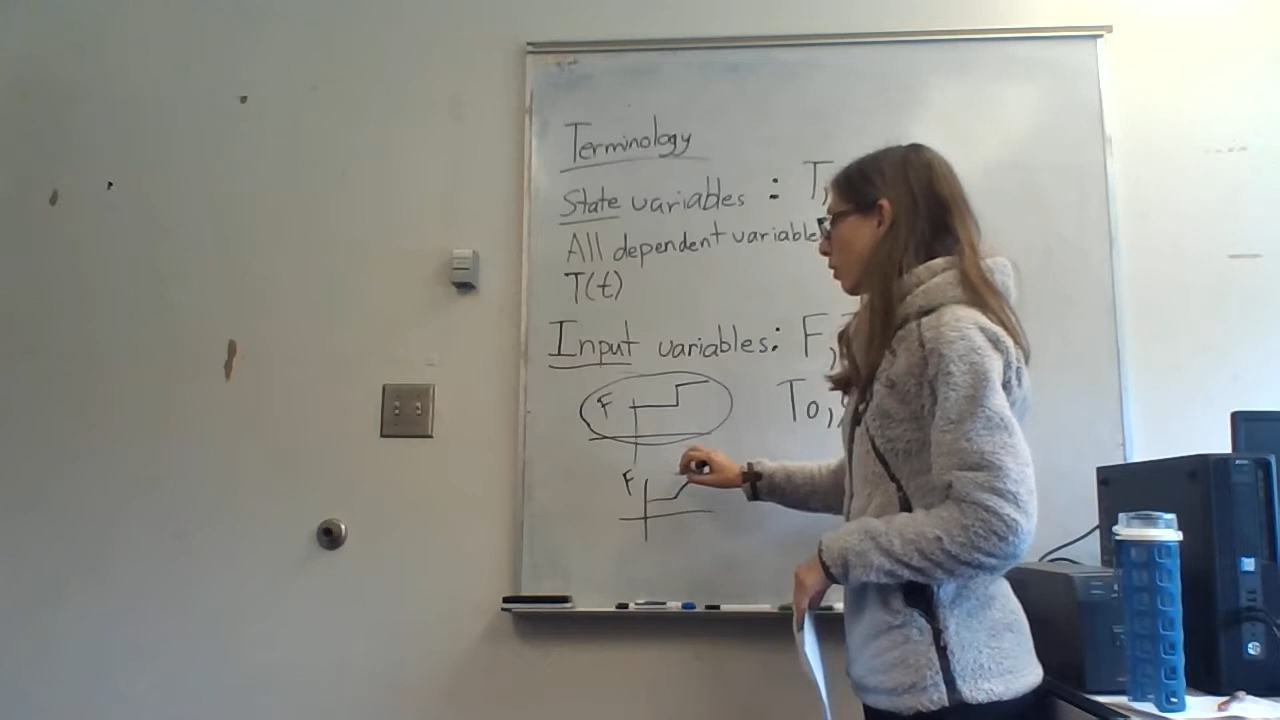 Terminology
State variables : T,
All dependent variable
T(t)
Input variables: F,
F
To,
F